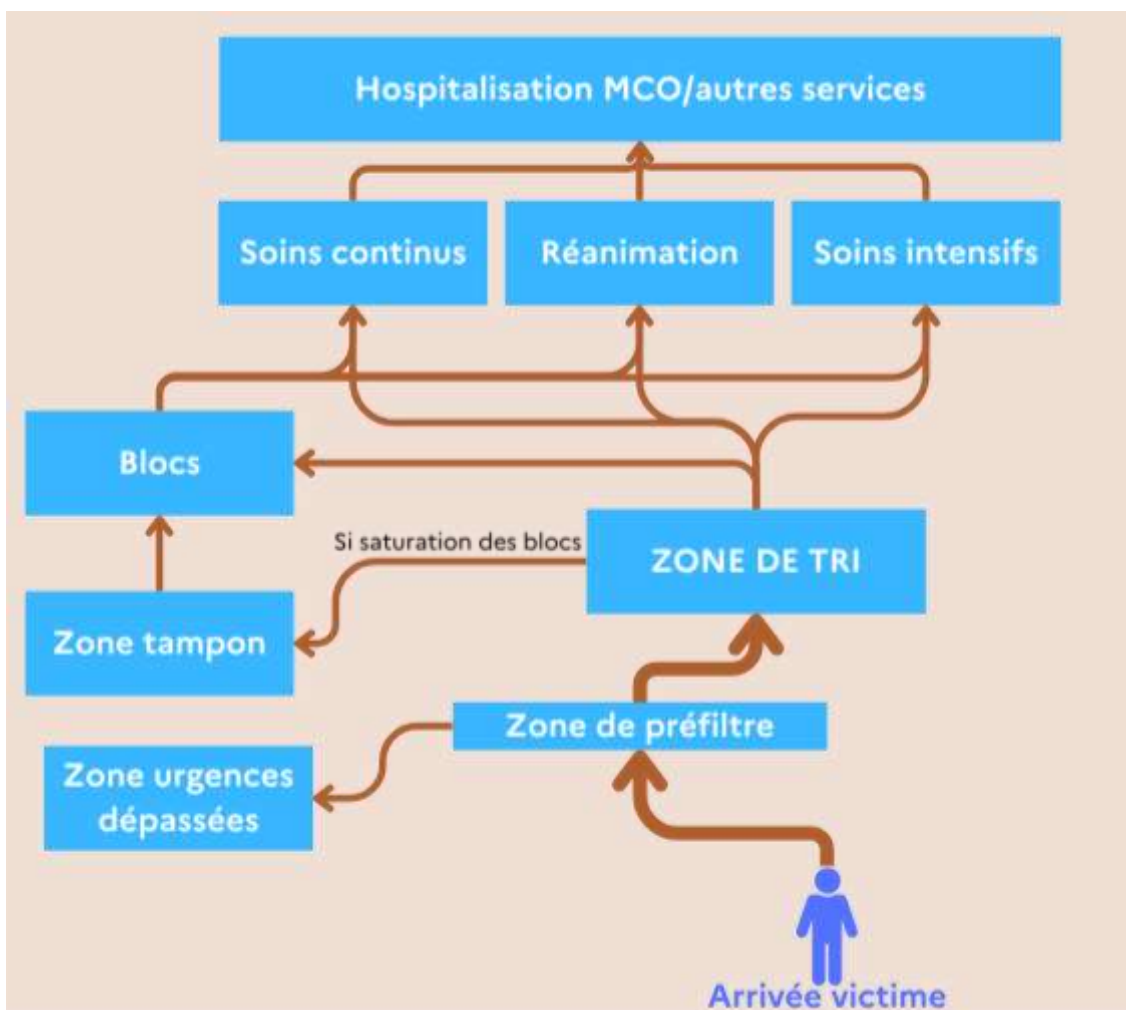 Hospitalisation MCO/autres services
Soins continus
Réanimation
Soins intensifs
Blocs
Si saturation des blocs
ZONE DE TRI
Zone tampon
Zone de préfiltre
Zone urgences
dépassées
Arrivée victime